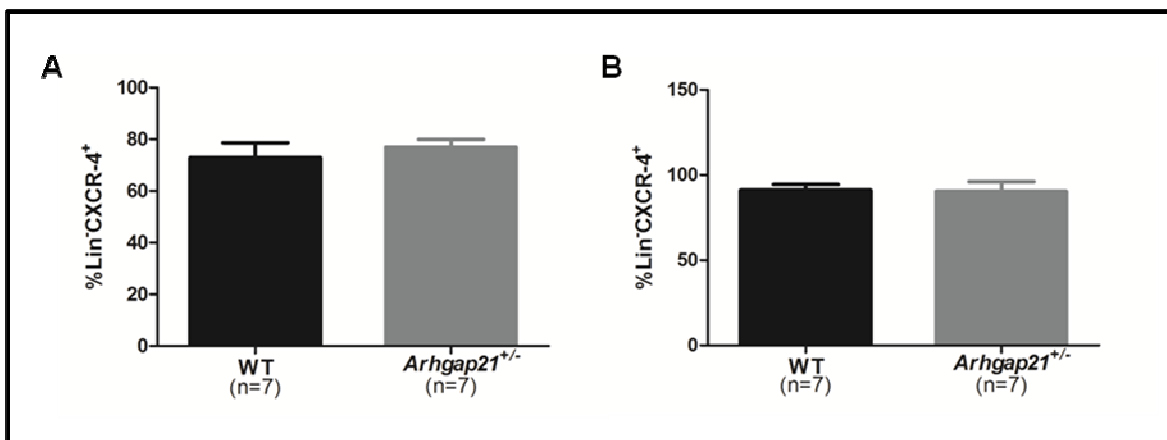 A
%Lin⁻CXCR-4⁺
100
80
60
40
20
0
WT
(n=7)
Arhgap21⁺/⁻
(n=7)
B
%Lin⁻CXCR-4⁺
150
100
50
0
WT
(n=7)
Arhgap21⁺/⁻
(n=7)